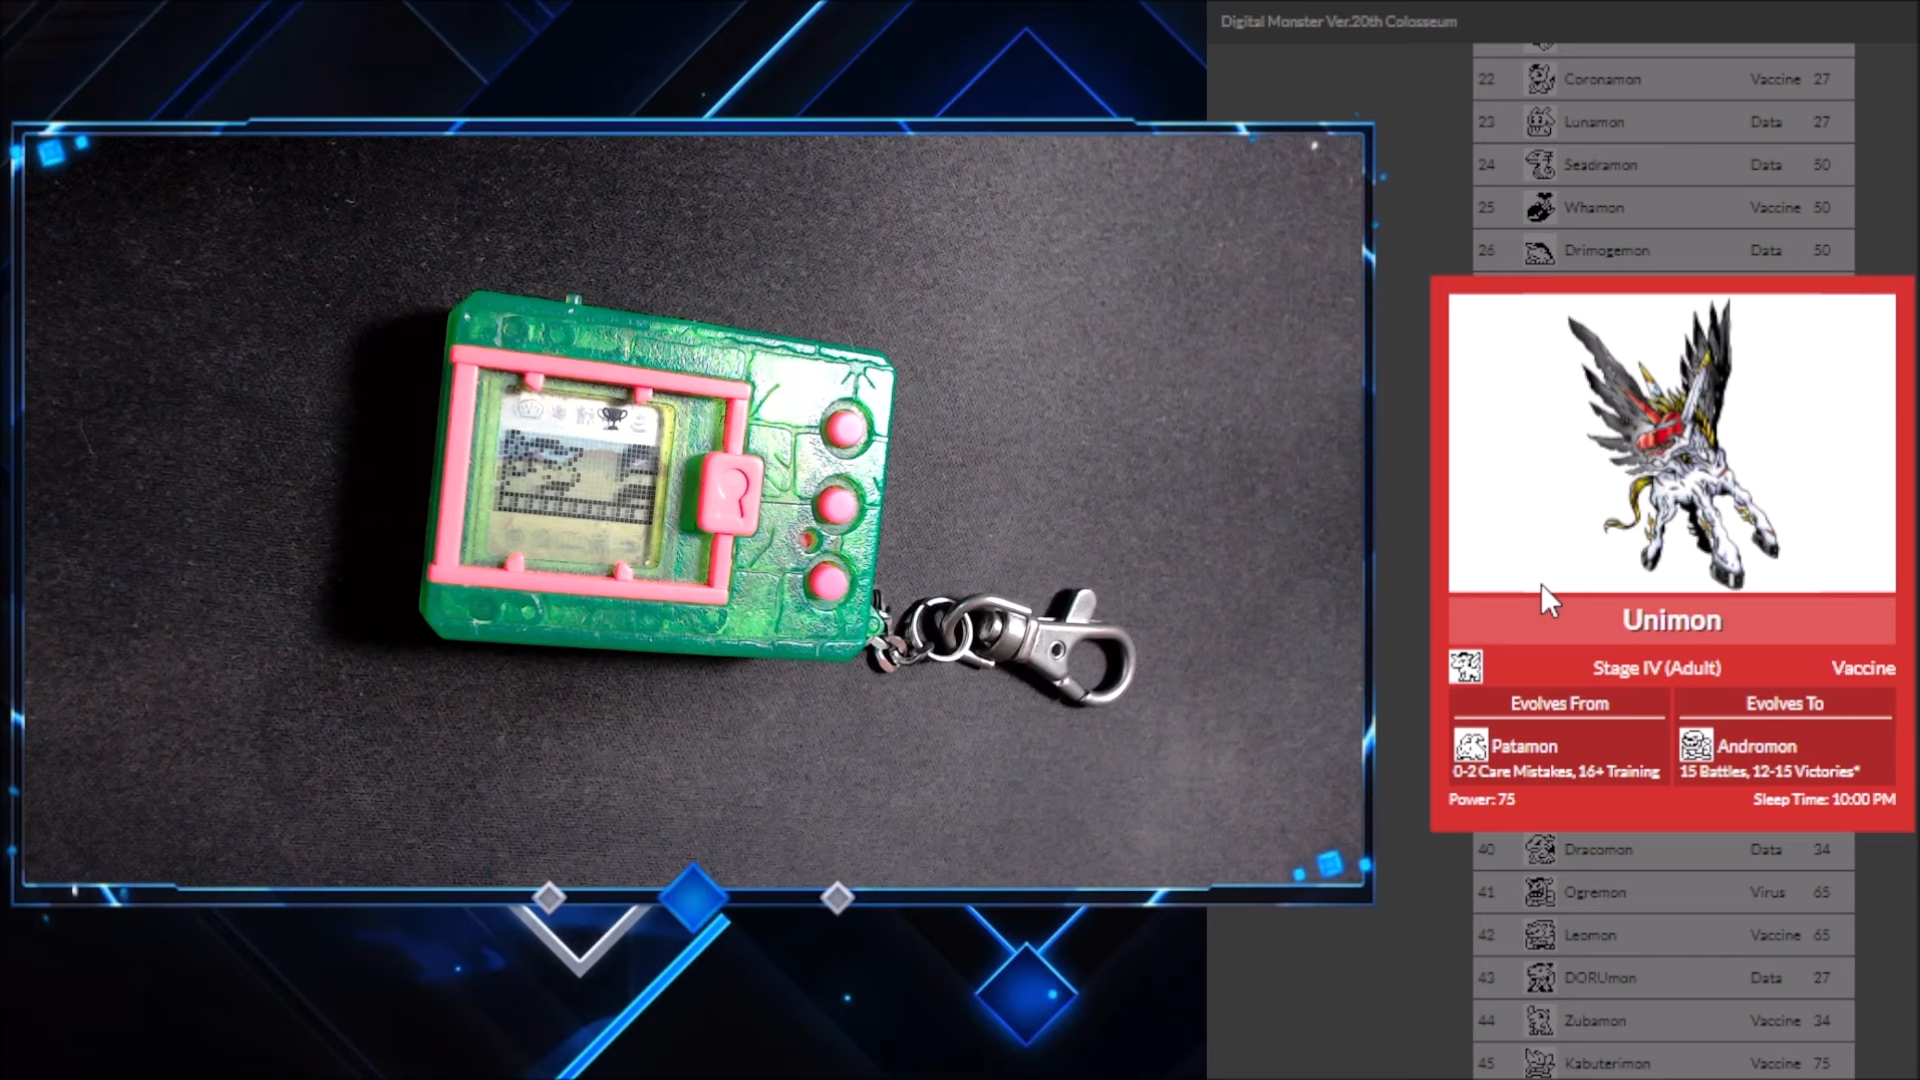 Digital Monster Ver.20th Colosseum
22 Coronamon Vaccine 27
23 Lunamon Data 27
24 Seadramon Data 50
25 Whamon Vaccine 50
26 Drimogemon Data 50
Unimon
Stage IV (Adult) Vaccine
Evolves From Evolves To
Patamon Andromon
0-2 Care Mistakes, 16+ Training 15 Battles, 12-15 Victories*
Power: 75 Sleep Time: 10:00 PM
40 Dracomon Data 34
41 Ogremon Virus 65
42 Leomon Vaccine 65
43 DORUmon Data 27
44 Zubamon Vaccine 34
45 Kabuterimon Vaccine 75